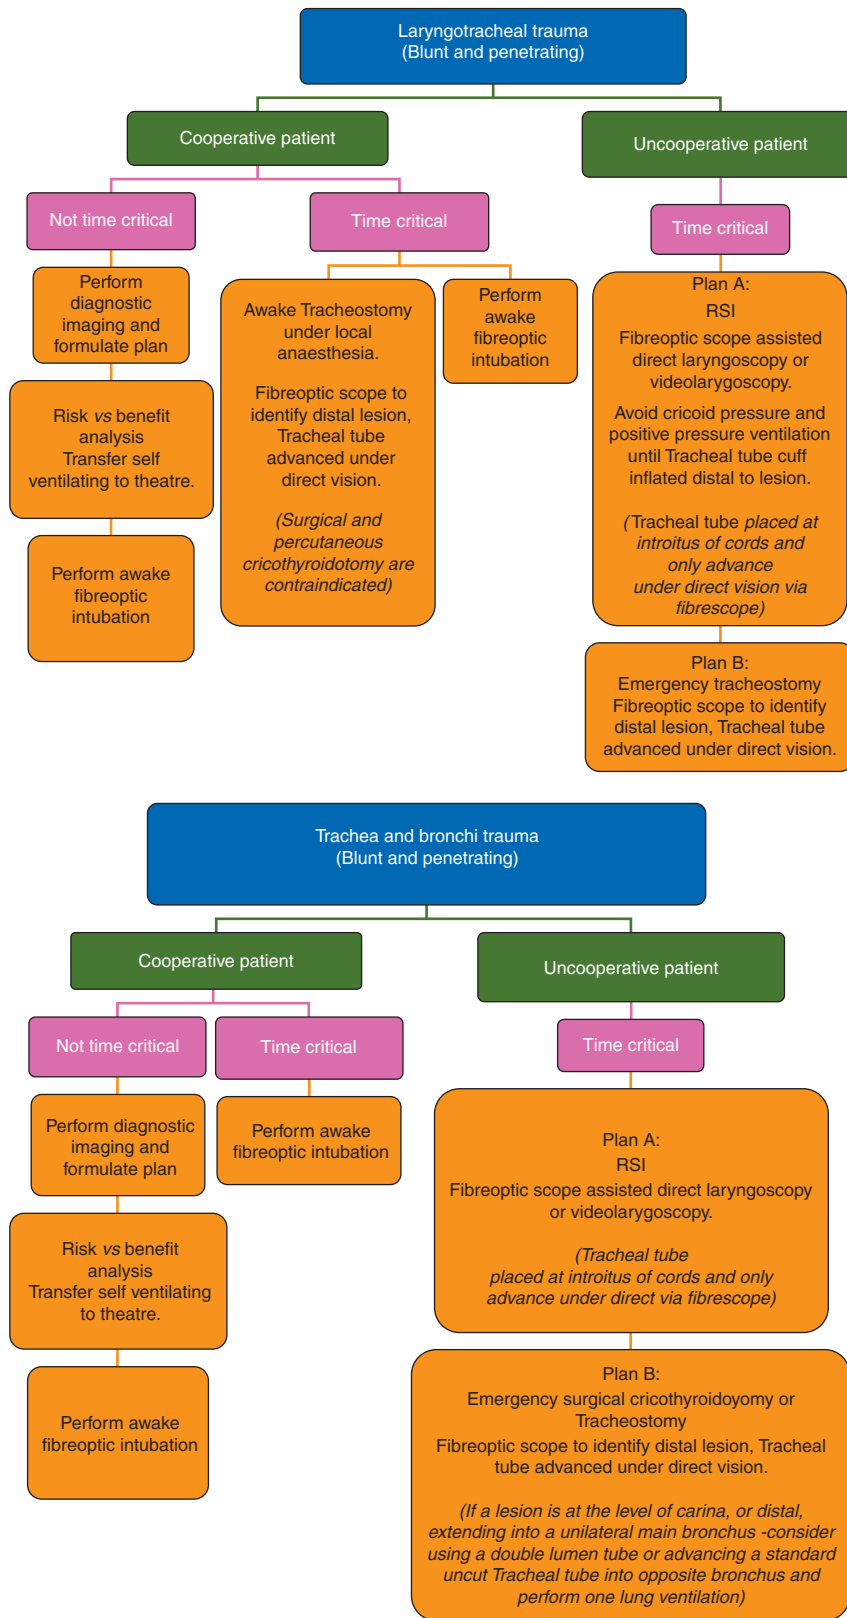 Laryngotracheal trauma
(Blunt and penetrating)
Cooperative patient
Uncooperative patient
Not time critical
Time critical
Time critical
Perform
diagnostic
imaging and
formulate plan
Risk vs benefit
analysis
Transfer self
ventilating to theatre.
Perform awake
fibreoptic
intubation
Awake Tracheostomy
under local
anaesthesia.
Fibreoptic scope to
identify distal lesion,
Tracheal tube
advanced under
direct vision.
(Surgical and
percutaneous
cricothyroidotomy are
contraindicated)
Perform
awake
fibreoptic
intubation
Plan A:
RSI
Fibreoptic scope assisted
direct laryngoscopy or
videolarygoscopy.
Avoid cricoid pressure and
positive pressure ventilation
until Tracheal tube cuff
inflated distal to lesion.
(Tracheal tube placed at
introitus of cords and
only advance
under direct vision via
fibrescope)
Plan B:
Emergency tracheostomy
Fibreoptic scope to identify
distal lesion, Tracheal tube
advanced under direct vision.
Trachea and bronchi trauma
(Blunt and penetrating)
Cooperative patient
Uncooperative patient
Not time critical
Time critical
Time critical
Perform diagnostic
imaging and
formulate plan
Risk vs benefit
analysis
Transfer self ventilating
to theatre.
Perform awake
fibreoptic intubation
Perform awake
fibreoptic intubation
Plan A:
RSI
Fibreoptic scope assisted direct laryngoscopy
or videolarygoscopy.
(Tracheal tube
placed at introitus of cords and only
advance under direct via fibrescope)
Plan B:
Emergency surgical cricothyroidoyomy or
Tracheostomy
Fibreoptic scope to identify distal lesion, Tracheal
tube advanced under direct vision.
(If a lesion is at the level of carina, or distal,
extending into a unilateral main bronchus -consider
using a double lumen tube or advancing a standard
uncut Tracheal tube into opposite bronchus and
perform one lung ventilation)